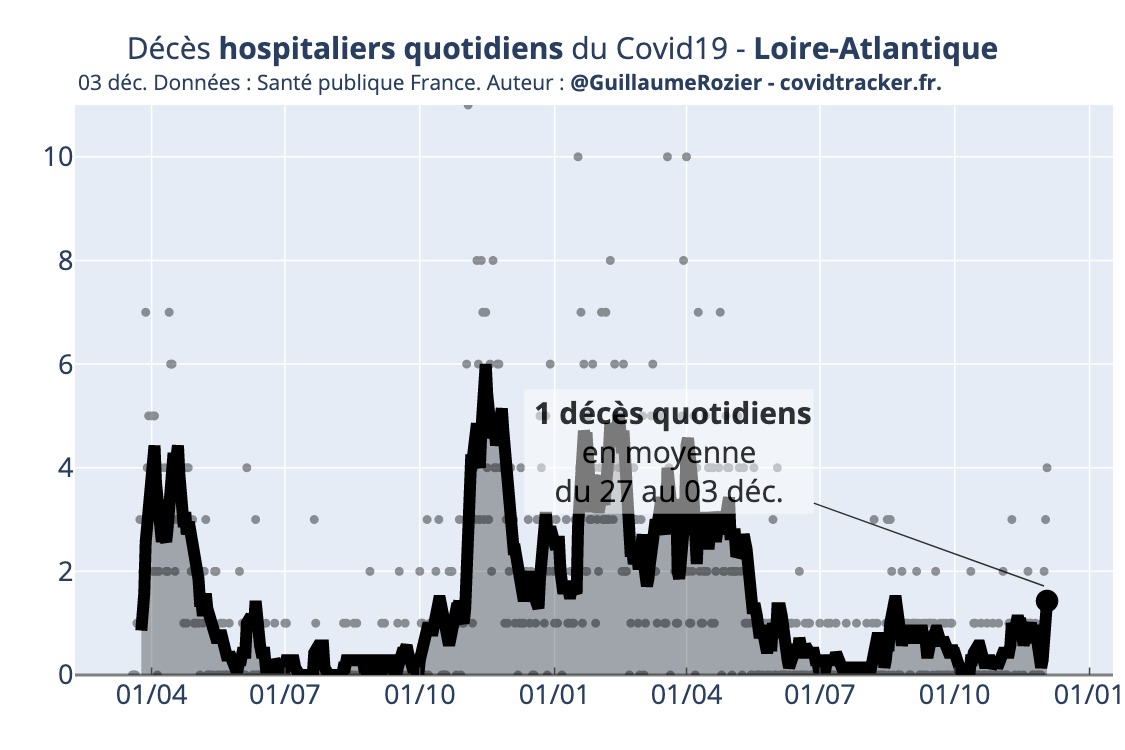 Décès hospitaliers quotidiens du Covid19 - Loire-Atlantique
03 déc. Données : Santé publique France. Auteur : @GuillaumeRozier - covidtracker.fr.
10
8
6
4
2
0
1 décès quotidiens
en moyenne
du 27 au 03 déc.
01/04 01/07 01/10 01/01 01/04 01/07 01/10 01/01